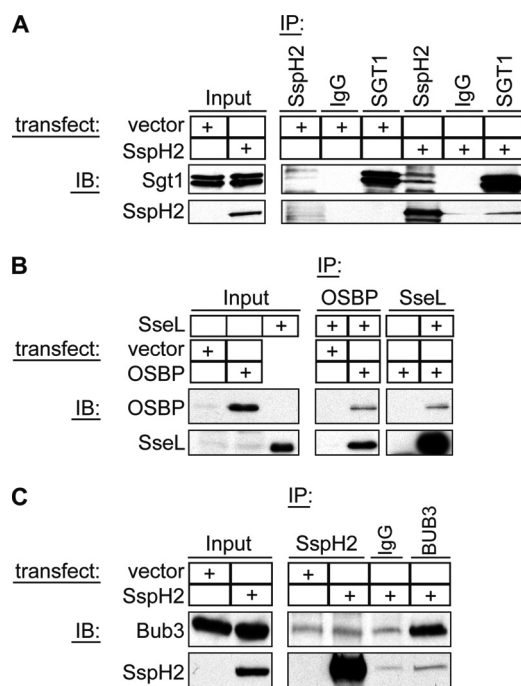 A
IP:
Input
SspH2 IgG SGT1 SspH2 IgG SGT1
transfect: vector + + + +
SspH2 + + + +
IB: Sgt1
SspH2
B
IP:
Input OSBP SseL
SseL + + + +
transfect: vector + +
OSBP + + + +
IB: OSBP
SseL
C
IP:
Input SspH2 IgG BUB3
transfect: vector + +
SspH2 + + + +
IB: Bub3
SspH2